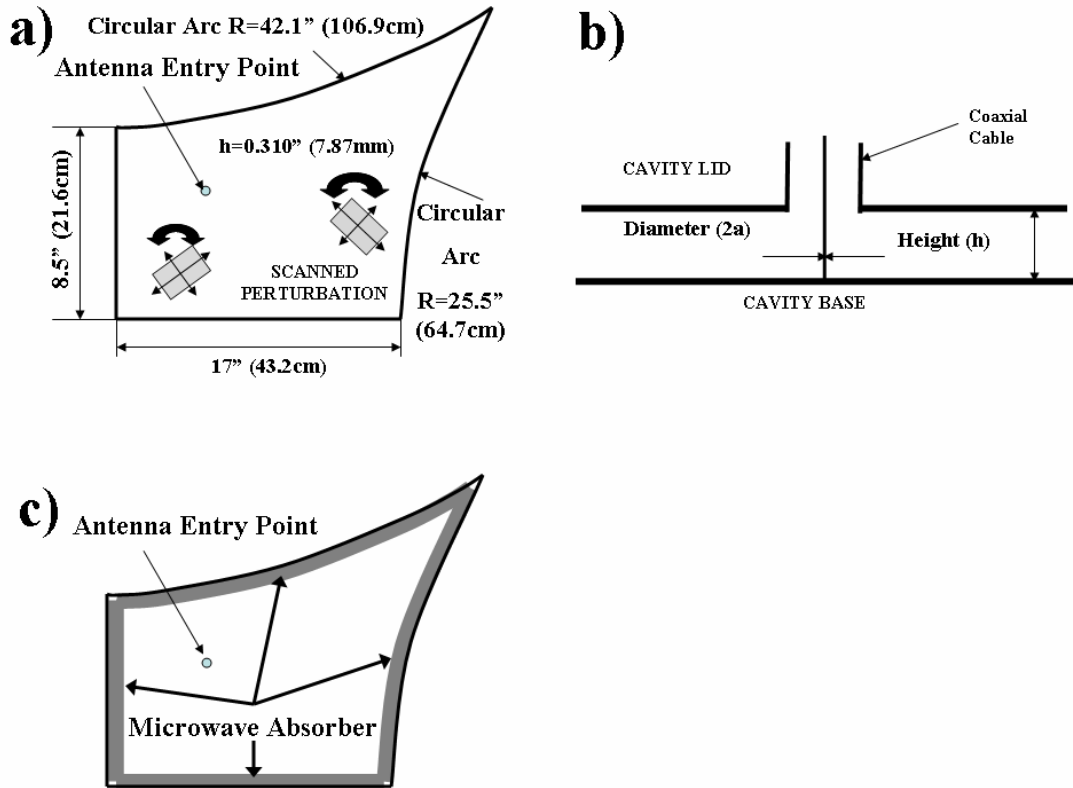 a)
Circular Arc R=42.1” (106.9cm)
Antenna Entry Point
h=0.310” (7.87mm)
8.5” (21.6cm)
Circular
Arc
R=25.5”
(64.7cm)
SCANNED
PERTURBATION
17” (43.2cm)
b)
Coaxial
Cable
CAVITY LID
Diameter (2a)
Height (h)
CAVITY BASE
c)
Antenna Entry Point
Microwave Absorber